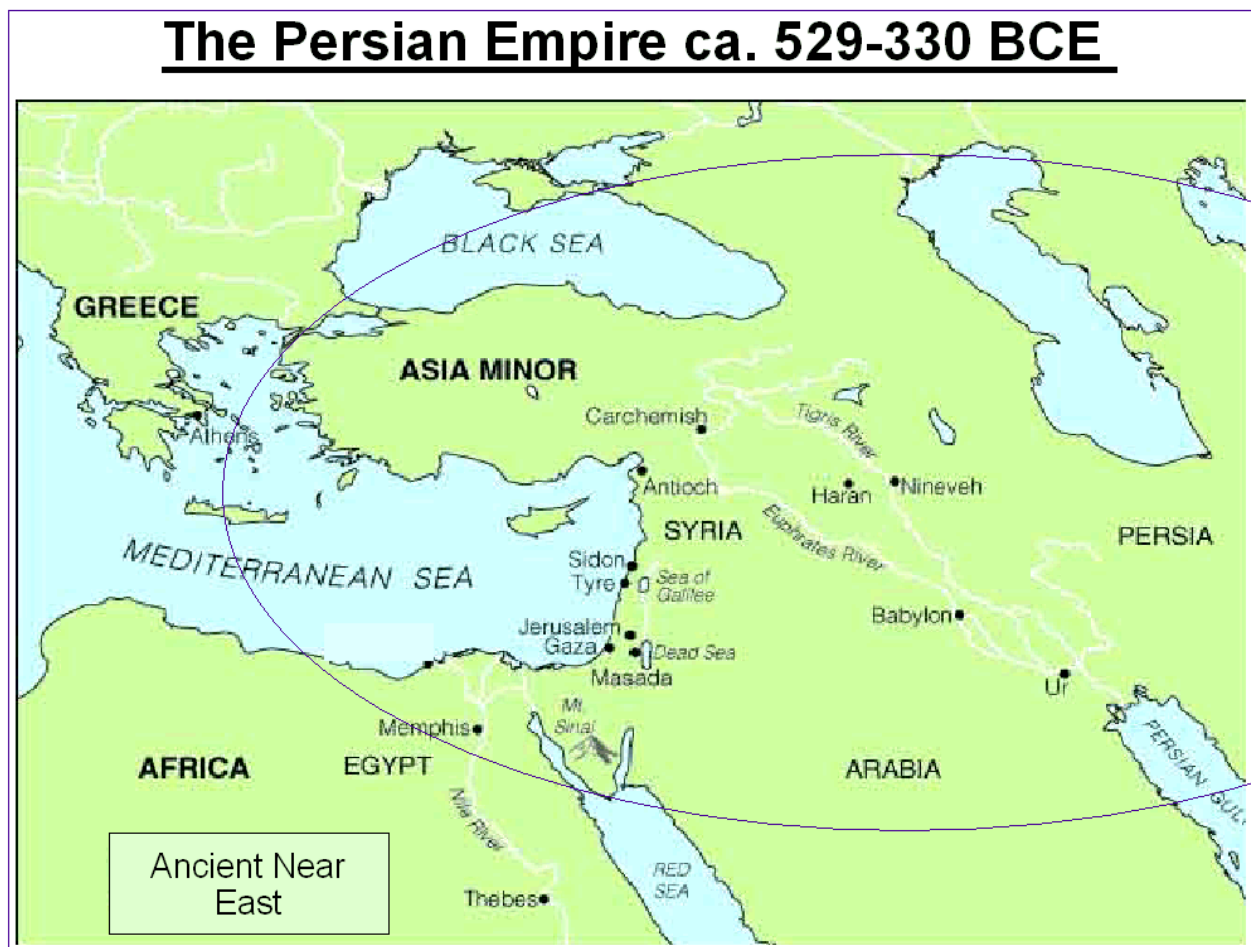 The Persian Empire ca. 529-330 BCE
BLACK SEA
GREECE
ASIA MINOR
Carchemish
Tigris River
Athens
Antioch
Haran
Nineveh
SYRIA
Euphrates River
PERSIA
MEDITERRANEAN SEA
Sidon
Tyre
Sea of
Galilee
Babylon
Jerusalem
Gaza
Dead Sea
Masada
Ur
Mt.
Sinai
Memphis
PERSIAN GULF
AFRICA
EGYPT
ARABIA
Nile River
Ancient Near
East
RED
SEA
Thebes